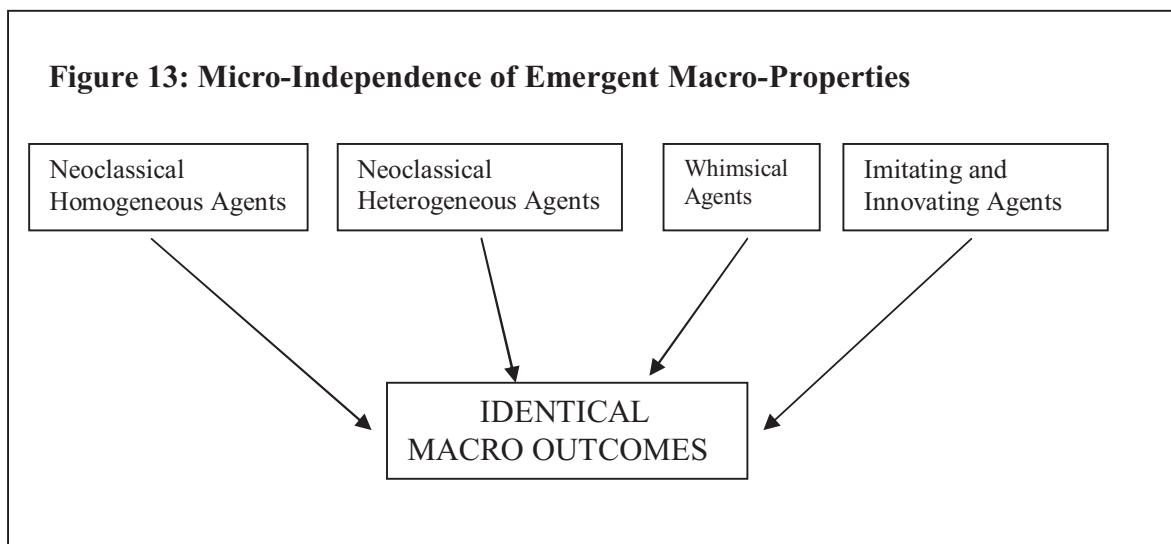 Figure 13: Micro-Independence of Emergent Macro-Properties
Neoclassical
Homogeneous Agents
Neoclassical
Heterogeneous Agents
Whimsical
Agents
Imitating and
Innovating Agents
IDENTICAL
MACRO OUTCOMES